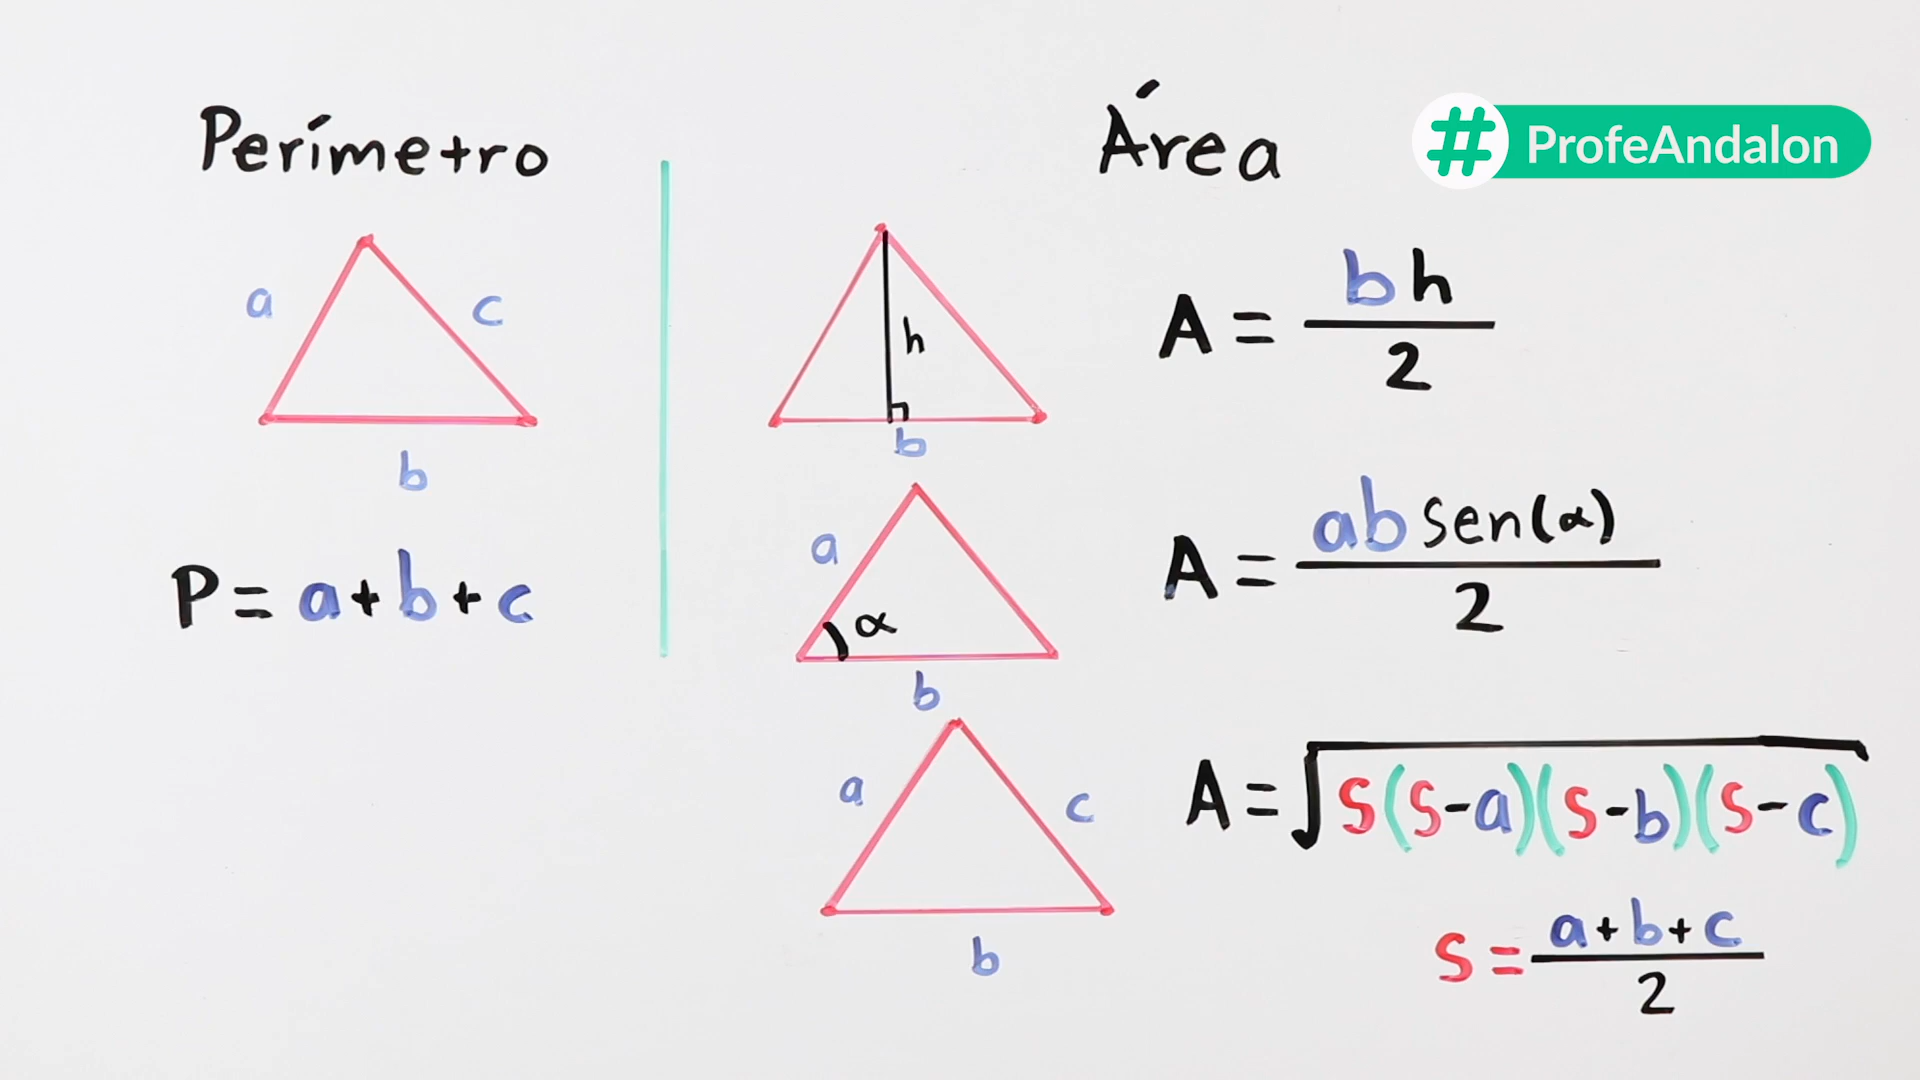 Perímetro
a
c
b
P = a+b+c
Área
# ProfeAndalon
h
b
A = bh/2
a
α
b
A = ab sen(α)/2
a
c
b
A = √s(s-a)(s-b)(s-c)
s = a+b+c/2